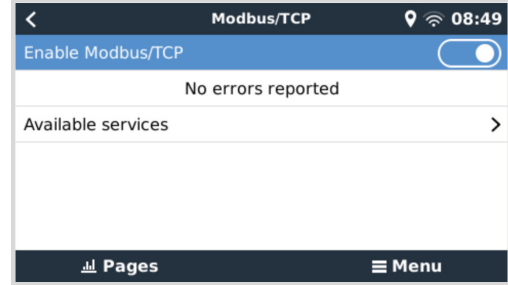 Modbus/TCP
08:49
Enable Modbus/TCP
No errors reported
Available services
Pages
Menu